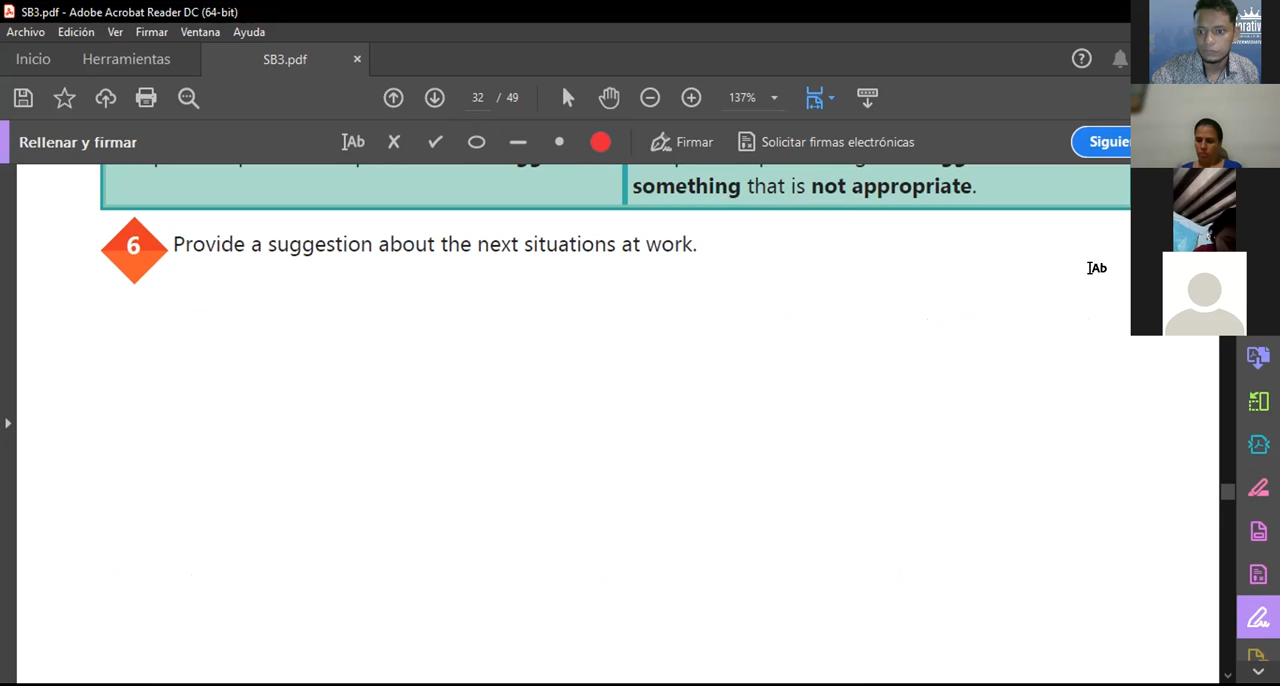 SB3.pdf - Adobe Acrobat Reader DC (64-bit)
Archivo Edición Ver Firmar Ventana Ayuda
Inicio Herramientas SB3.pdf ×
32 / 49 137%
Rellenar y firmar IAb Firmar Solicitar firmas electrónicas
something that is not appropriate.
6 Provide a suggestion about the next situations at work.
IAb